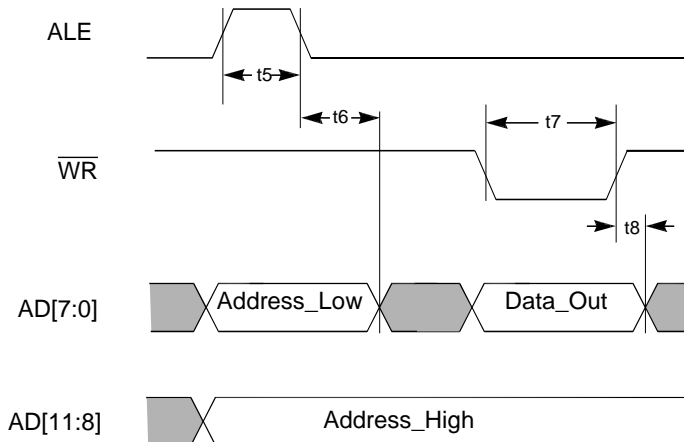 ALE
t5
t6
t7
WR
t8
AD[7:0]
Address_Low
Data_Out
AD[11:8]
Address_High